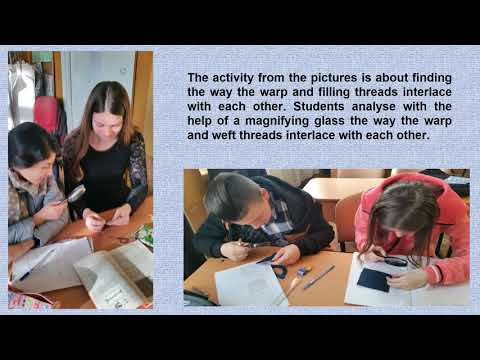 The activity from the pictures is about finding
the way the warp and filling threads interlace
with each other. Students analyse with the
help of a magnifying glass the way the warp
and weft threads interlace with each other.